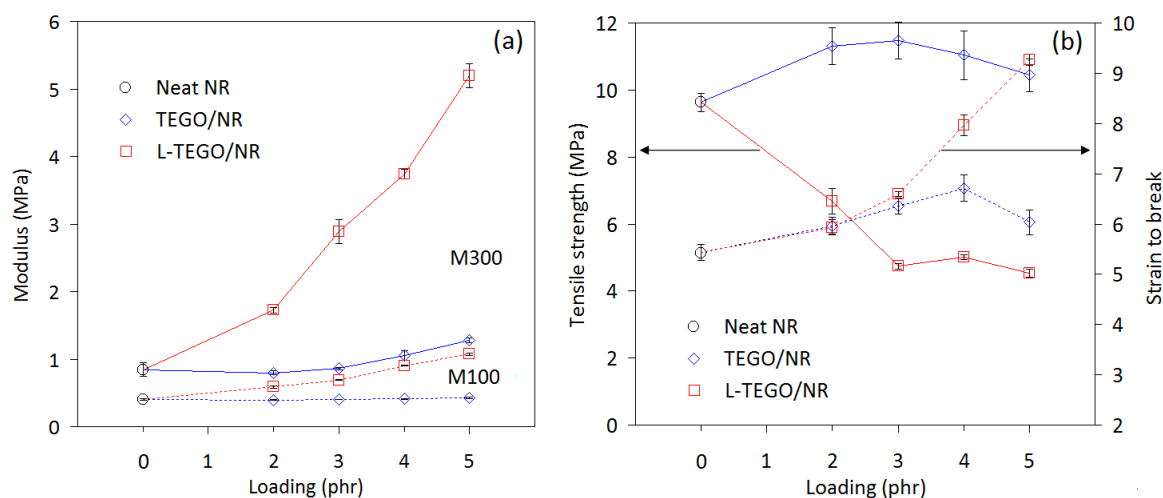 (a)
Modulus (MPa)
6
5
4
3
2
1
0
Neat NR
TEGO/NR
L-TEGO/NR
M300
M100
0 1 2 3 4 5
Loading (phr)
(b)
Tensile strength (MPa)
12
10
8
6
4
2
0
Neat NR
TEGO/NR
L-TEGO/NR
10
9
8
7
6
5
4
3
2
Strain to break
0 1 2 3 4 5
Loading (phr)